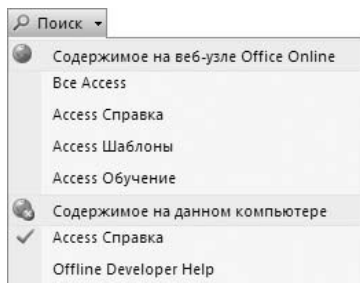 Поиск
Содержимое на веб-узле Office Online
Все Access
Access Справка
Access Шаблоны
Access Обучение
Содержимое на данном компьютере
Access Справка
Offline Developer Help